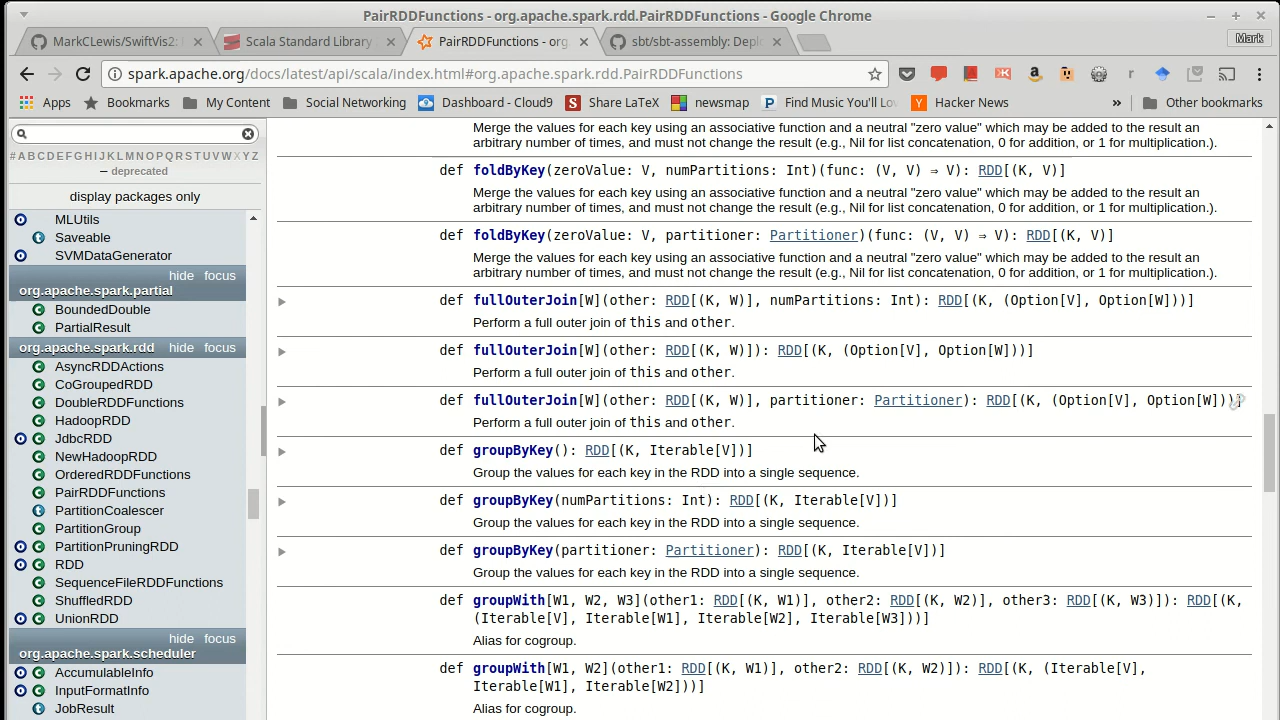 PairRDDFunctions - org.apache.spark.rdd.PairRDDFunctions - Google Chrome
MarkCLewis/SwiftVis2:
Scala Standard Library
PairRDDFunctions - org.
sbt/sbt-assembly: Deplo
Mark
spark.apache.org/docs/latest/api/scala/index.html#org.apache.spark.rdd.PairRDDFunctions
Apps
Bookmarks
My Content
Social Networking
Dashboard - Cloud9
Share LaTeX
newsmap
Find Music You'll Lo
Hacker News
»
Other bookmarks
#ABCDEFGHIJKLMNOPQRSTUVWXYZ
– deprecated
display packages only
MLUtils
Saveable
SVMDataGenerator
hide focus
org.apache.spark.partial
BoundedDouble
PartialResult
org.apache.spark.rdd hide focus
AsyncRDDActions
CoGroupedRDD
DoubleRDDFunctions
HadoopRDD
JdbcRDD
NewHadoopRDD
OrderedRDDFunctions
PairRDDFunctions
PartitionCoalescer
PartitionGroup
PartitionPruningRDD
RDD
SequenceFileRDDFunctions
ShuffledRDD
UnionRDD
hide focus
org.apache.spark.scheduler
AccumulableInfo
InputFormatInfo
JobResult
Merge the values for each key using an associative function and a neutral "zero value" which may be added to the result an
arbitrary number of times, and must not change the result (e.g., Nil for list concatenation, 0 for addition, or 1 for multiplication.).
def foldByKey(zeroValue: V, numPartitions: Int)(func: (V, V) ⇒ V): RDD[(K, V)]
Merge the values for each key using an associative function and a neutral "zero value" which may be added to the result an
arbitrary number of times, and must not change the result (e.g., Nil for list concatenation, 0 for addition, or 1 for multiplication.).
def foldByKey(zeroValue: V, partitioner: Partitioner)(func: (V, V) ⇒ V): RDD[(K, V)]
Merge the values for each key using an associative function and a neutral "zero value" which may be added to the result an
arbitrary number of times, and must not change the result (e.g., Nil for list concatenation, 0 for addition, or 1 for multiplication.).
def fullOuterJoin[W](other: RDD[(K, W)], numPartitions: Int): RDD[(K, (Option[V], Option[W]))]
Perform a full outer join of this and other.
def fullOuterJoin[W](other: RDD[(K, W)]): RDD[(K, (Option[V], Option[W]))]
Perform a full outer join of this and other.
def fullOuterJoin[W](other: RDD[(K, W)], partitioner: Partitioner): RDD[(K, (Option[V], Option[W]))]
Perform a full outer join of this and other.
def groupByKey(): RDD[(K, Iterable[V])]
Group the values for each key in the RDD into a single sequence.
def groupByKey(numPartitions: Int): RDD[(K, Iterable[V])]
Group the values for each key in the RDD into a single sequence.
def groupByKey(partitioner: Partitioner): RDD[(K, Iterable[V])]
Group the values for each key in the RDD into a single sequence.
def groupWith[W1, W2, W3](other1: RDD[(K, W1)], other2: RDD[(K, W2)], other3: RDD[(K, W3)]): RDD[(K,
(Iterable[V], Iterable[W1], Iterable[W2], Iterable[W3]))]
Alias for cogroup.
def groupWith[W1, W2](other1: RDD[(K, W1)], other2: RDD[(K, W2)]): RDD[(K, (Iterable[V],
Iterable[W1], Iterable[W2]))]
Alias for cogroup.